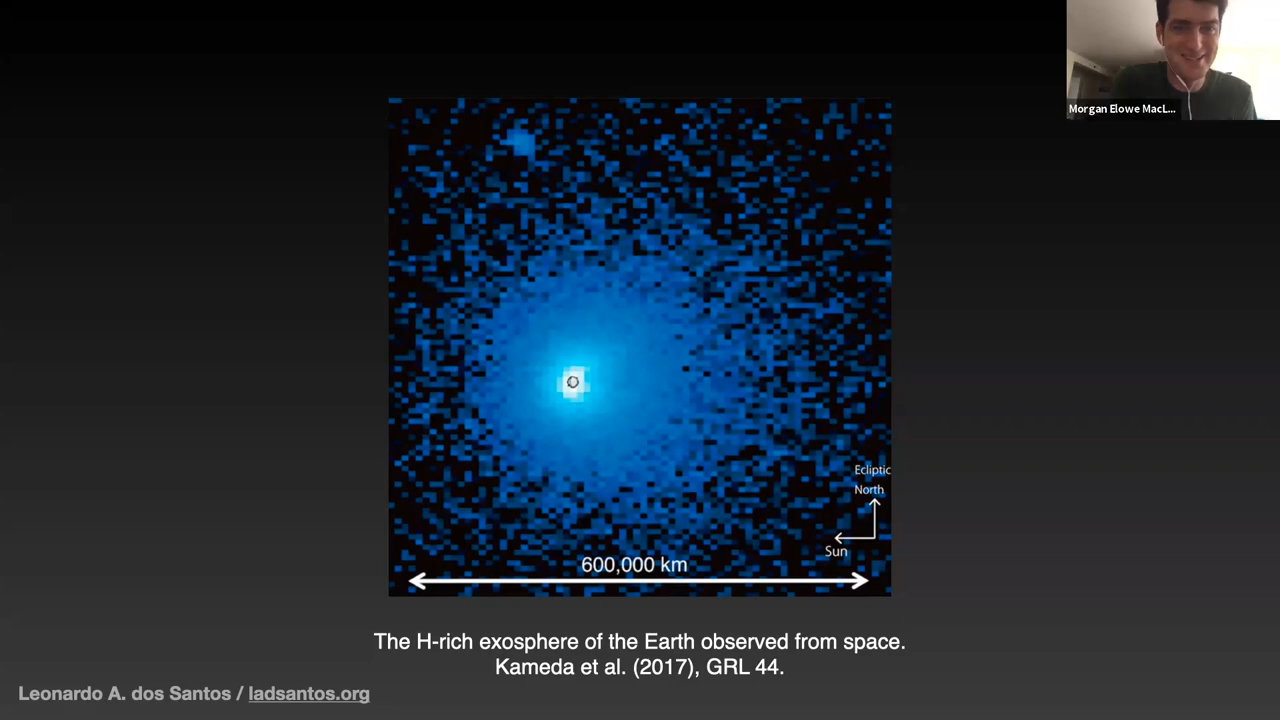 Morgan Elowe MacL...
Ecliptic
North
Sun
600,000 km
The H-rich exosphere of the Earth observed from space.
Kameda et al. (2017), GRL 44.
Leonardo A. dos Santos / ladsantos.org